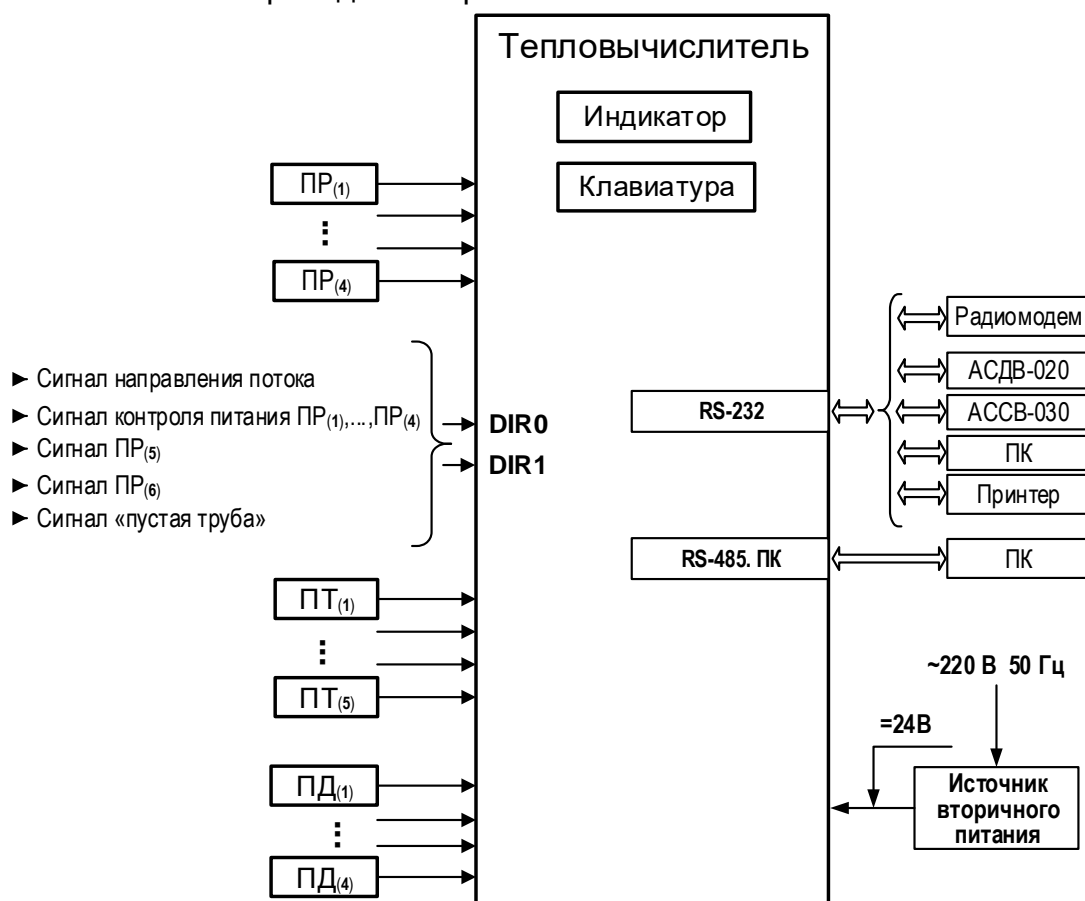 Тепловычислитель
Индикатор
Клавиатура
ПР(1)
ПР(4)
► Сигнал направления потока
► Сигнал контроля питания ПР(1),...,ПР(4)
► Сигнал ПР(5)
► Сигнал ПР(6)
► Сигнал «пустая труба»
DIR0
DIR1
ПТ(1)
ПТ(5)
ПД(1)
ПД(4)
RS-232
RS-485. ПК
Радиомодем
АСДВ-020
АССВ-030
ПК
Принтер
ПК
~220 В 50 Гц
=24В
Источник
вторичного
питания